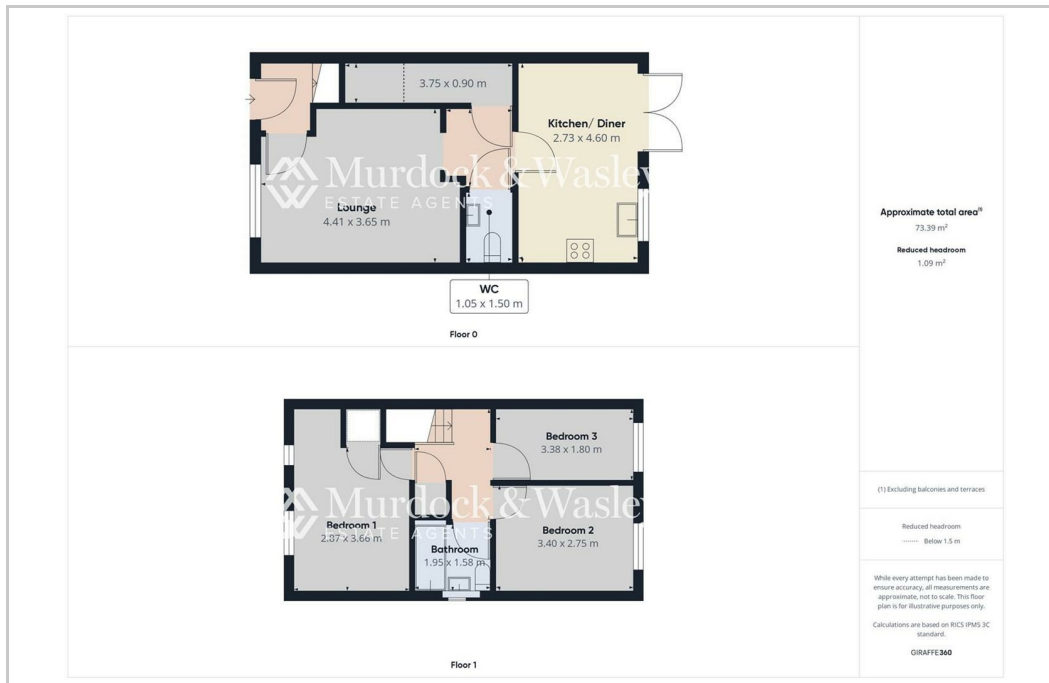 3.75 x 0.90 m
Kitchen/ Diner
2.73 x 4.60 m
Murdock & Wasley
ESTATE AGENTS
Lounge
4.41 x 3.65 m
WC
1.05 x 1.50 m
Floor 0
Bedroom 3
3.38 x 1.80 m
Murdock & Wasley
ESTATE AGENTS
Bedroom 1
2.87 x 3.66 m
Bedroom 2
3.40 x 2.75 m
Bathroom
1.95 x 1.58 m
Floor 1
Approximate total area⁽¹⁾
73.39 m²
Reduced headroom
1.09 m²
(1) Excluding balconies and terraces
Reduced headroom
Below 1.5 m
While every attempt has been made to
ensure accuracy, all measurements are
approximate, not to scale. This floor
plan is for illustrative purposes only.
Calculations are based on RICS IPMS 3C
standard.
GIRAFFE360